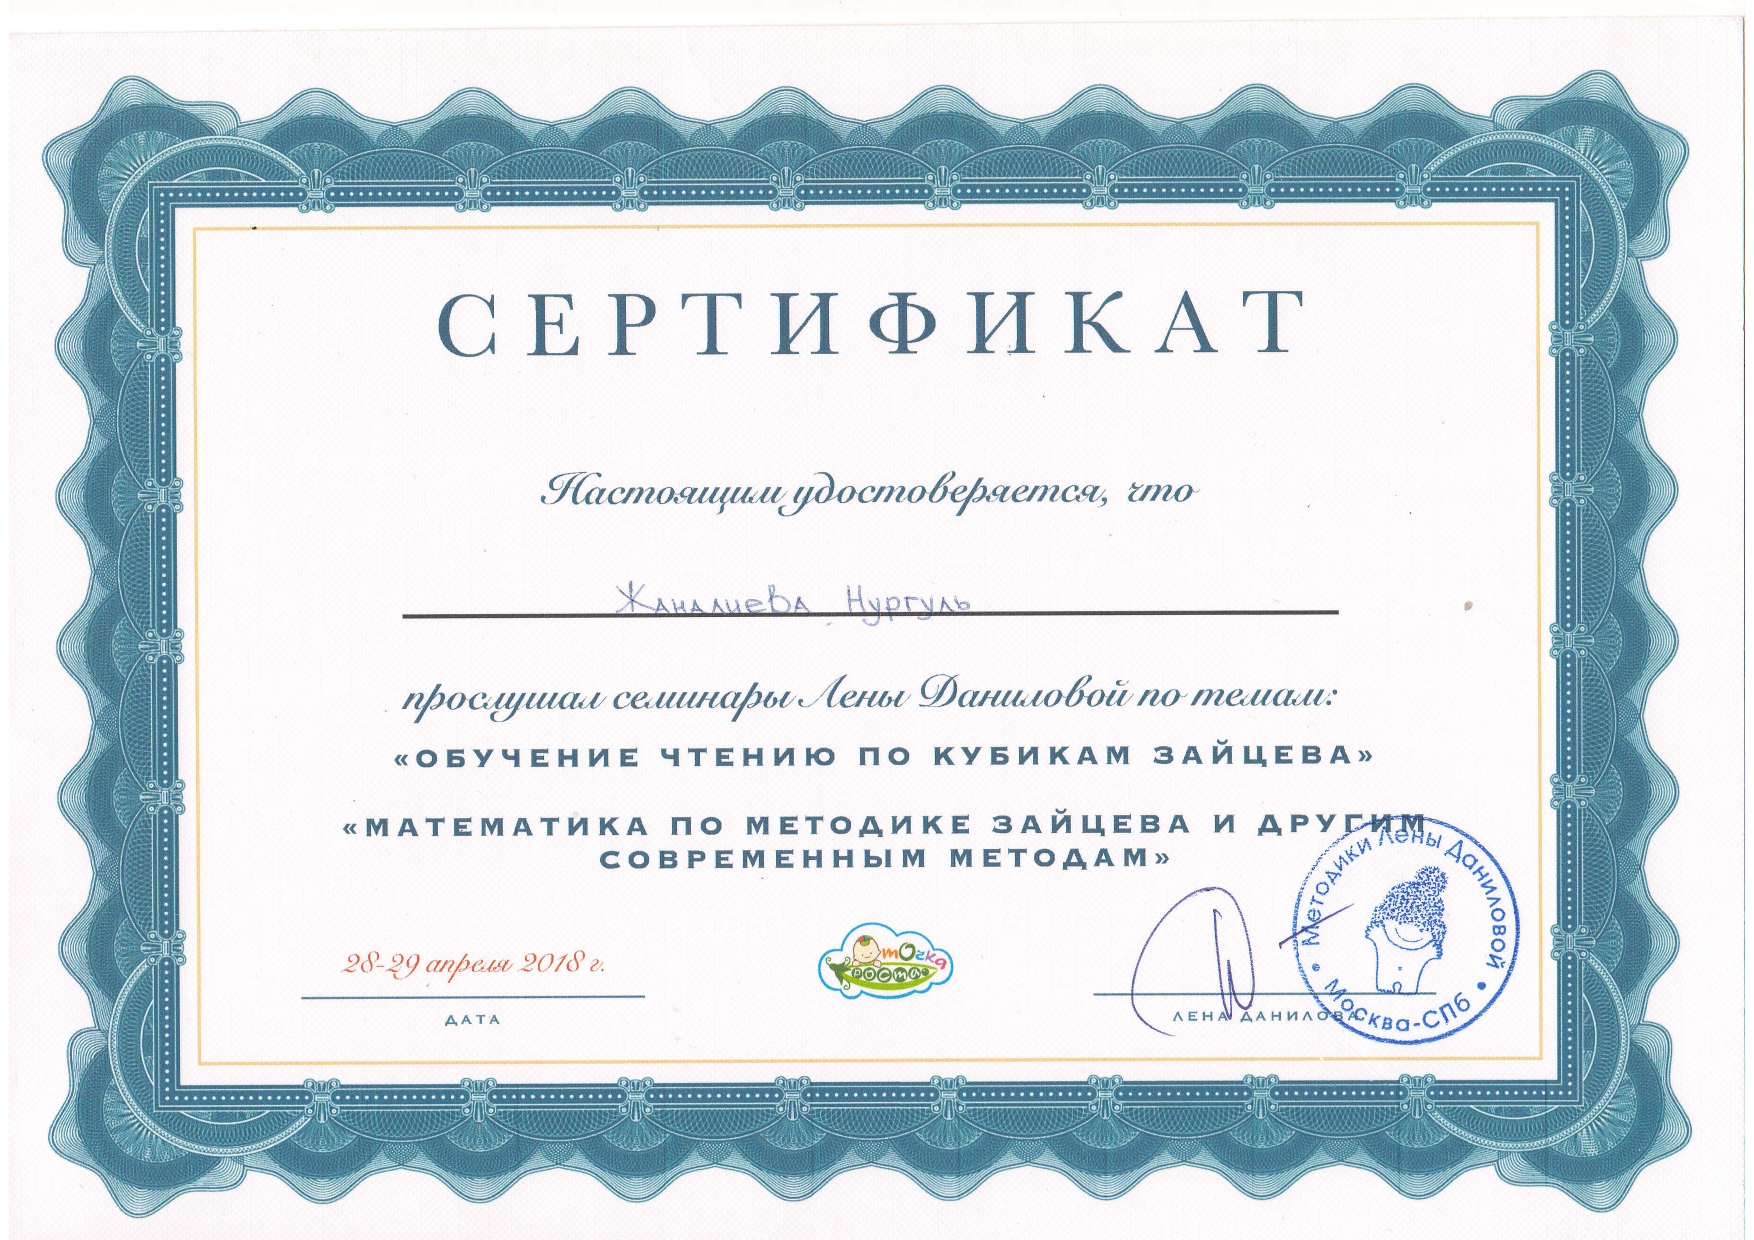 СЕРТИФИКАТ
Настоящим удостоверяется, что
Жаналиева Нургуль
прослушал семинары Лены Даниловой по темам:
«ОБУЧЕНИЕ ЧТЕНИЮ ПО КУБИКАМ ЗАЙЦЕВА»
«МАТЕМАТИКА ПО МЕТОДИКЕ ЗАЙЦЕВА И ДРУГИМ
СОВРЕМЕННЫМ МЕТОДАМ»
28-29 апреля 2018 г.
ДАТА
тОчка
рОста
ЛЕНА ДАНИЛОВА
Методики Лены Даниловой
Москва-СПб